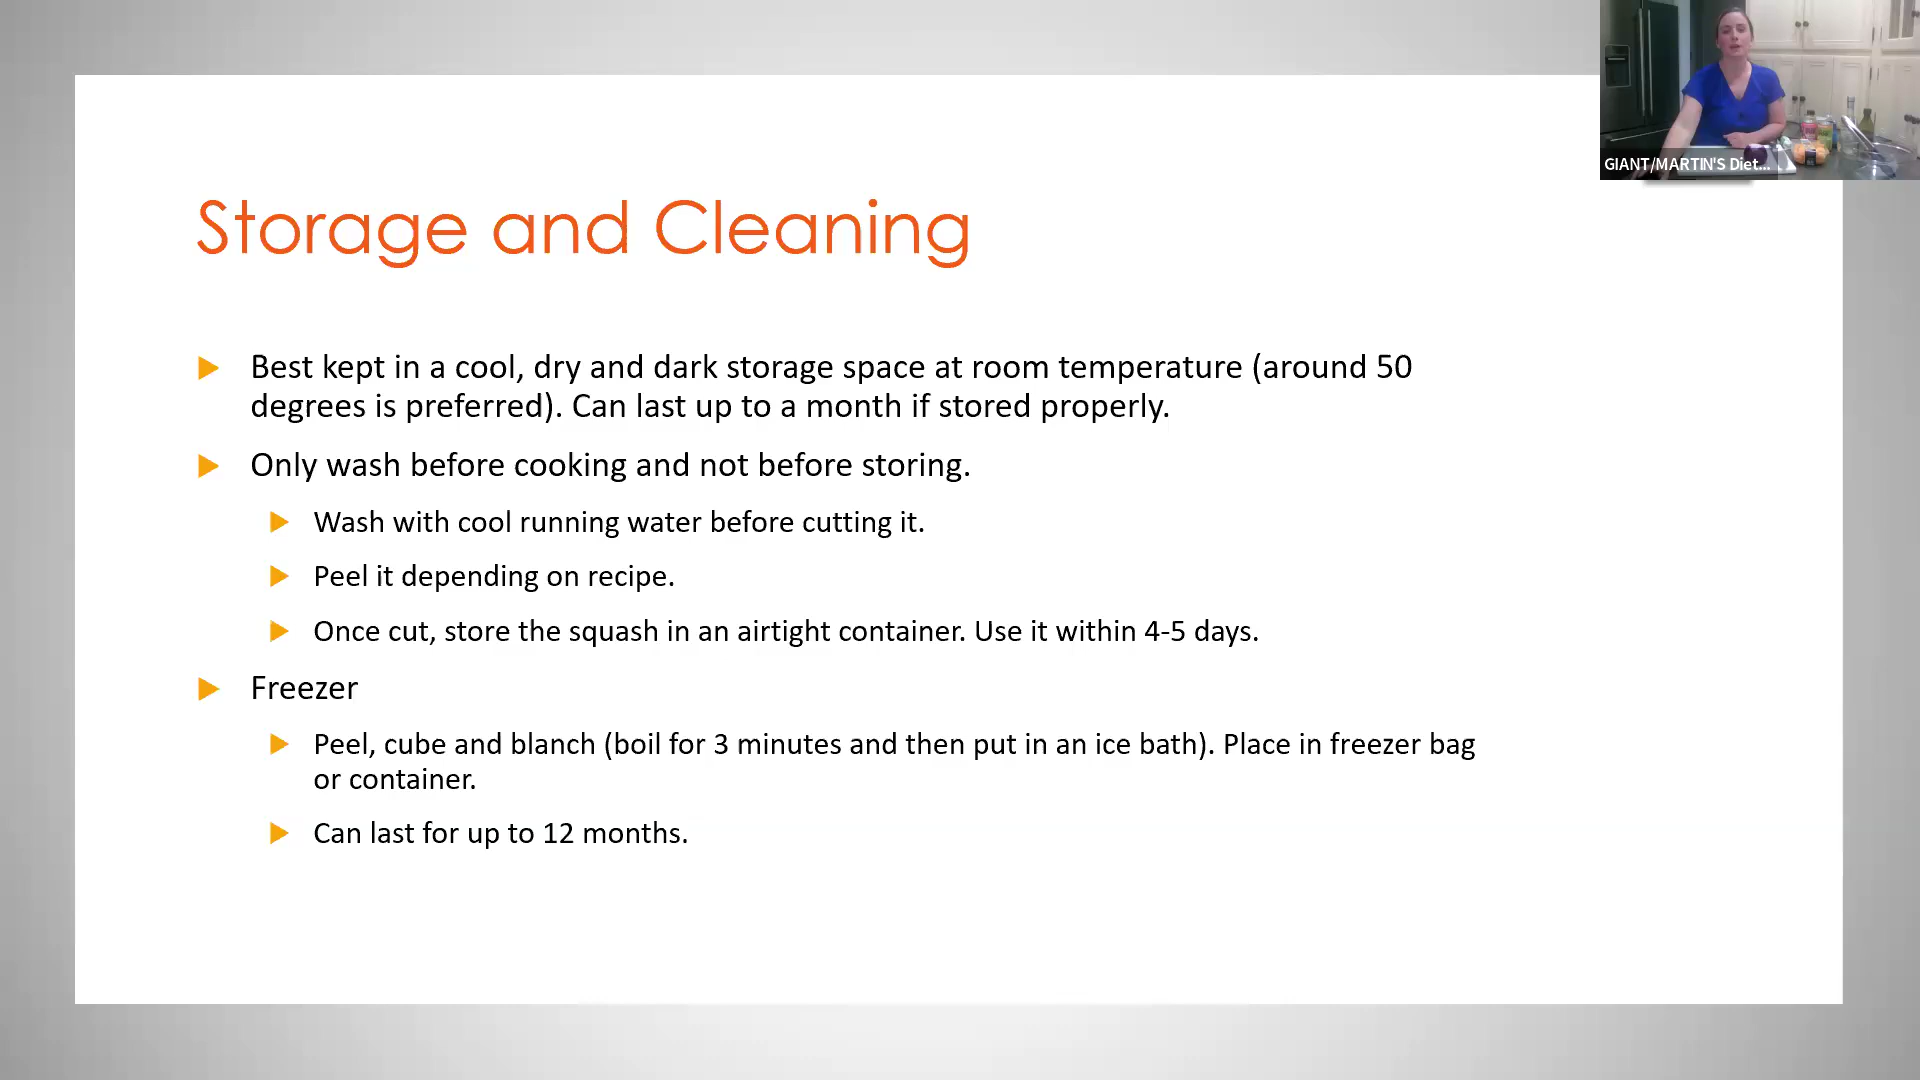 GIANT/MARTIN'S Diet...
Storage and Cleaning
Best kept in a cool, dry and dark storage space at room temperature (around 50
degrees is preferred). Can last up to a month if stored properly.
Only wash before cooking and not before storing.
Wash with cool running water before cutting it.
Peel it depending on recipe.
Once cut, store the squash in an airtight container. Use it within 4-5 days.
Freezer
Peel, cube and blanch (boil for 3 minutes and then put in an ice bath). Place in freezer bag
or container.
Can last for up to 12 months.